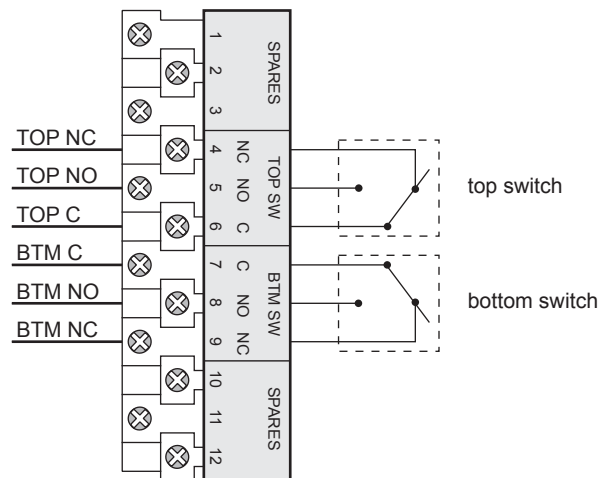 1
2
3
SPARES
TOP NC
TOP NO
TOP C
4
5
6
NC
NO
C
TOP SW
top switch
BTM C
BTM NO
BTM NC
7
8
9
C
NO
NC
BTM SW
bottom switch
10
11
12
SPARES